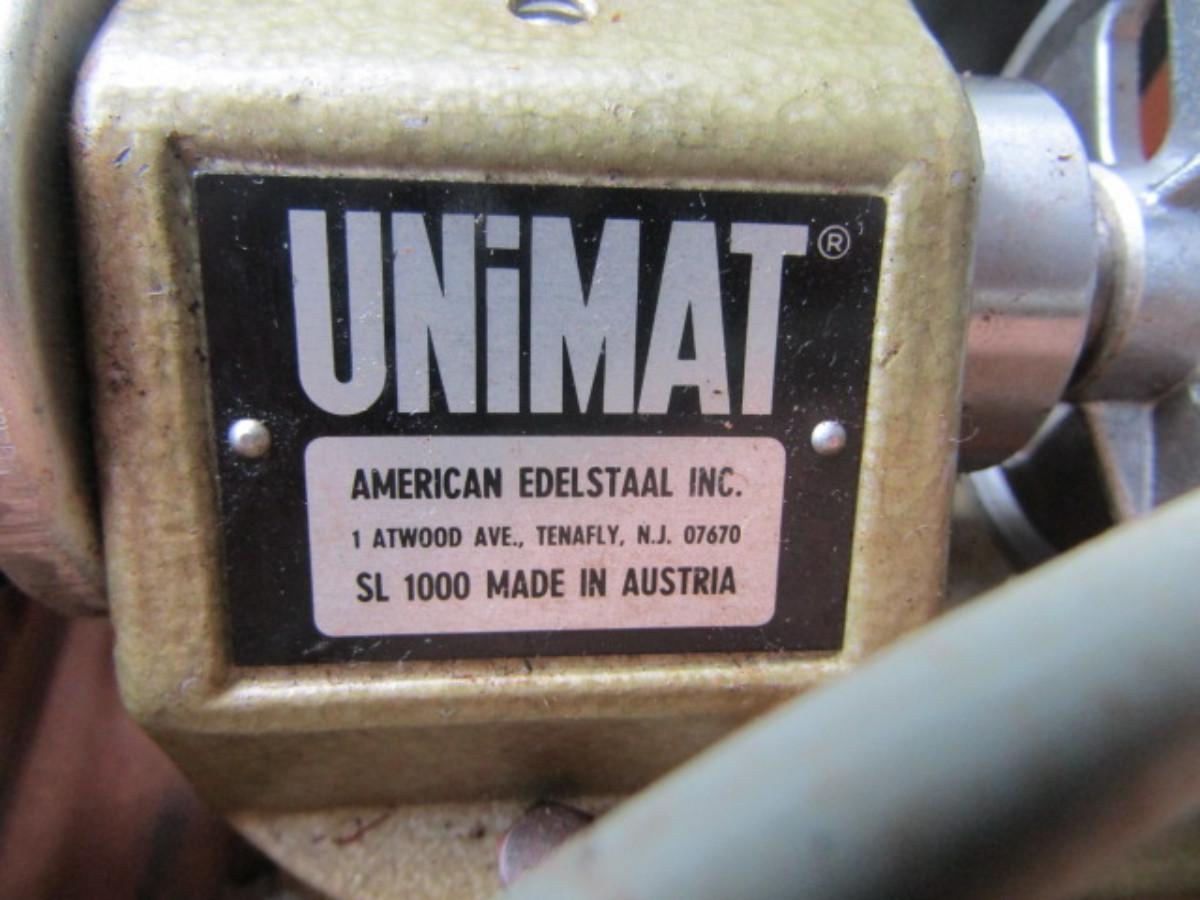 UNiMAT®
AMERICAN EDELSTAAL INC.
1 ATWOOD AVE., TENAFLY, N.J. 07670
SL 1000 MADE IN AUSTRIA